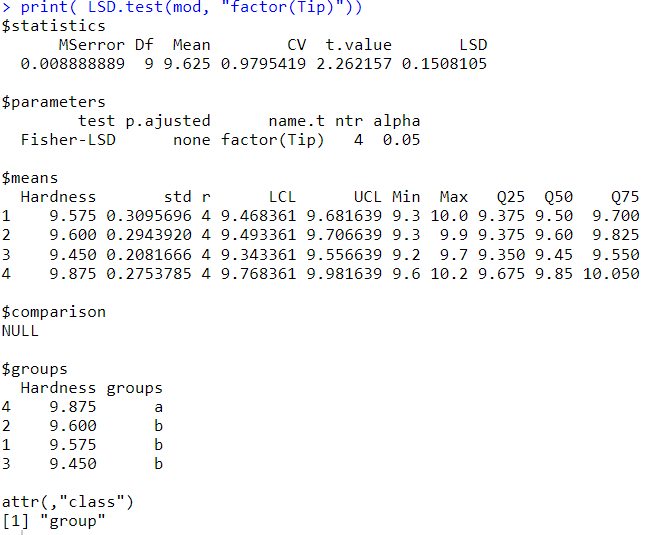 > print( LSD.test(mod, "factor(Tip)"))
$statistics
MSerror Df Mean CV t.value LSD
0.008888889 9 9.625 0.9795419 2.262157 0.1508105
$parameters
test p.ajusted name.t ntr alpha
Fisher-LSD none factor(Tip) 4 0.05
$means
Hardness std r LCL UCL Min Max Q25 Q50 Q75
1 9.575 0.3095696 4 9.468361 9.681639 9.3 10.0 9.375 9.50 9.700
2 9.600 0.2943920 4 9.493361 9.706639 9.3 9.9 9.375 9.60 9.825
3 9.450 0.2081666 4 9.343361 9.556639 9.2 9.7 9.350 9.45 9.550
4 9.875 0.2753785 4 9.768361 9.981639 9.6 10.2 9.675 9.85 10.050
$comparison
NULL
$groups
Hardness groups
4 9.875 a
2 9.600 b
1 9.575 b
3 9.450 b
attr(,"class")
[1] "group"